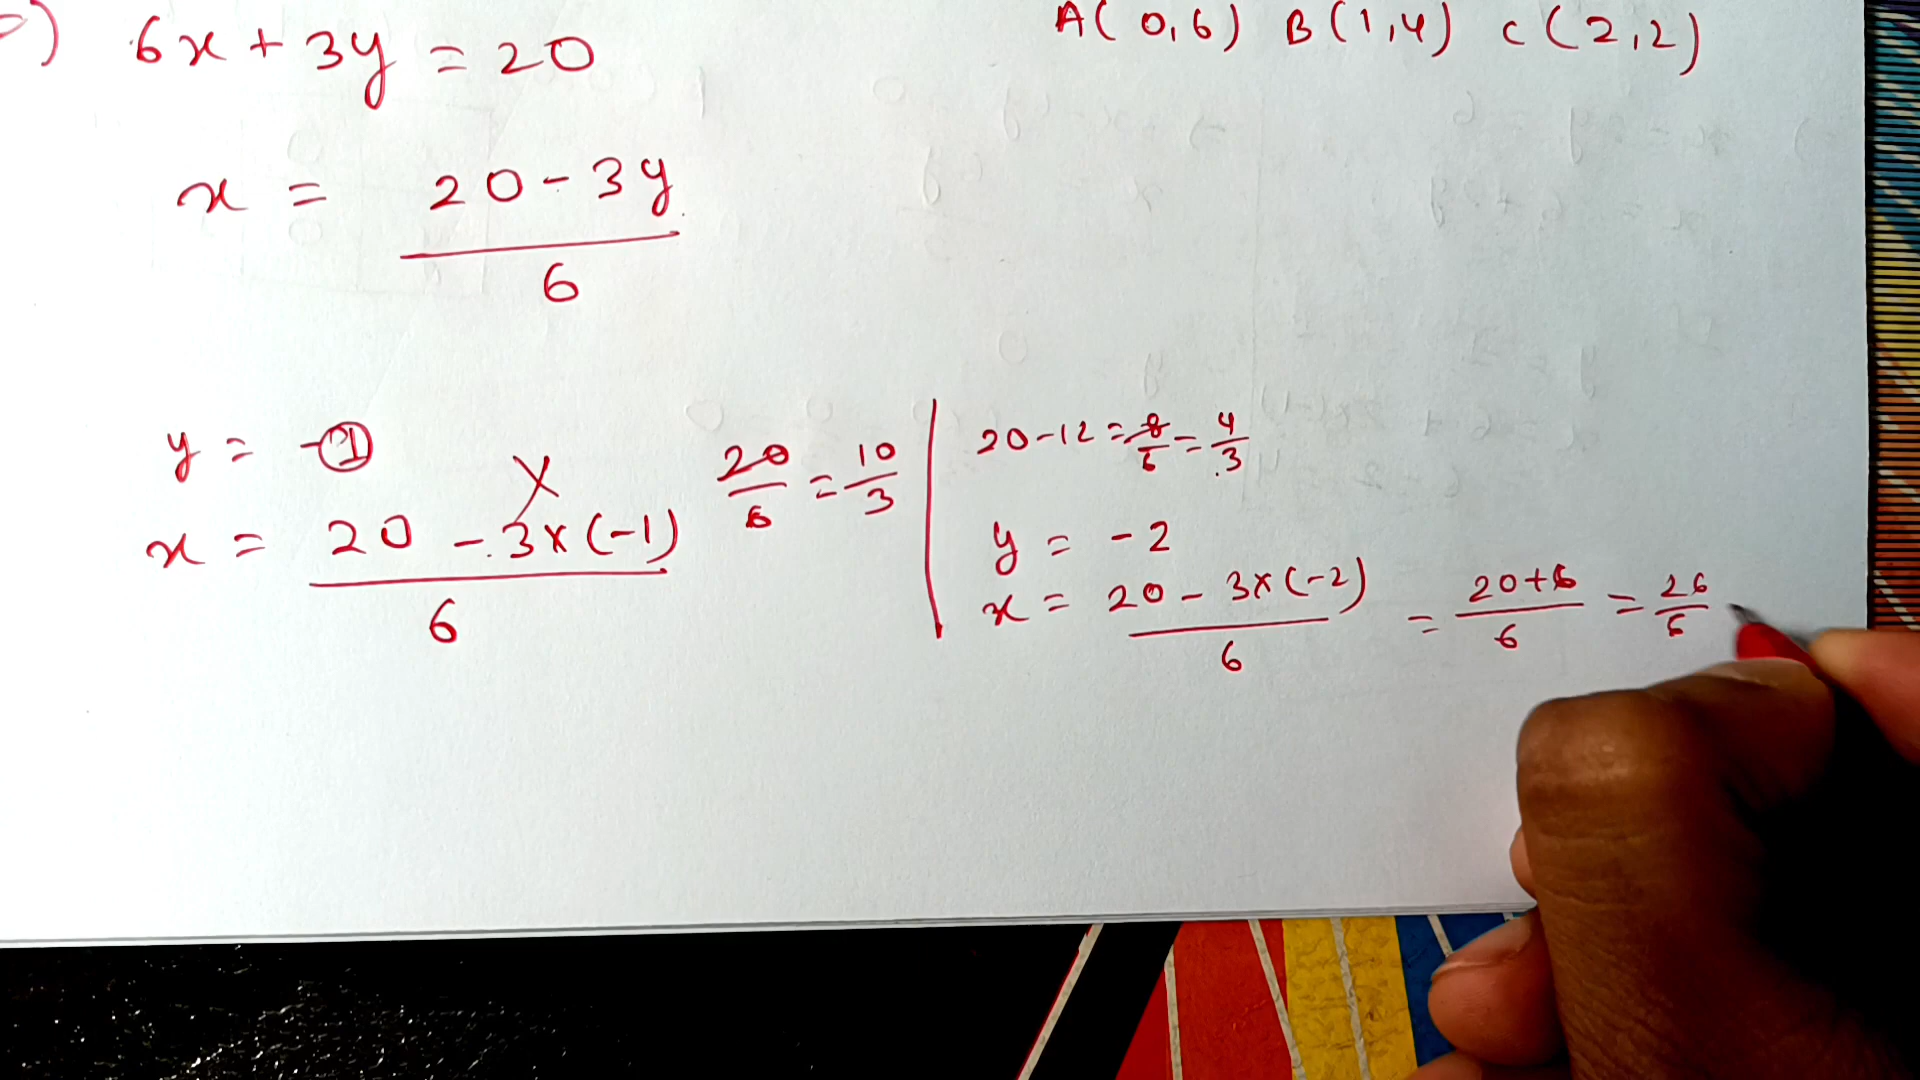 6x + 3y = 20
A(0,6) B(1,4) C(2,2)
x = 20 - 3y
6
y = -1
x = 20 - 3x(-1)
6
20/6 = 10/3
20-12 = 8/6 = 4/3
y = -2
x = 20 - 3x(-2) = 20+6 = 26
6 6 6